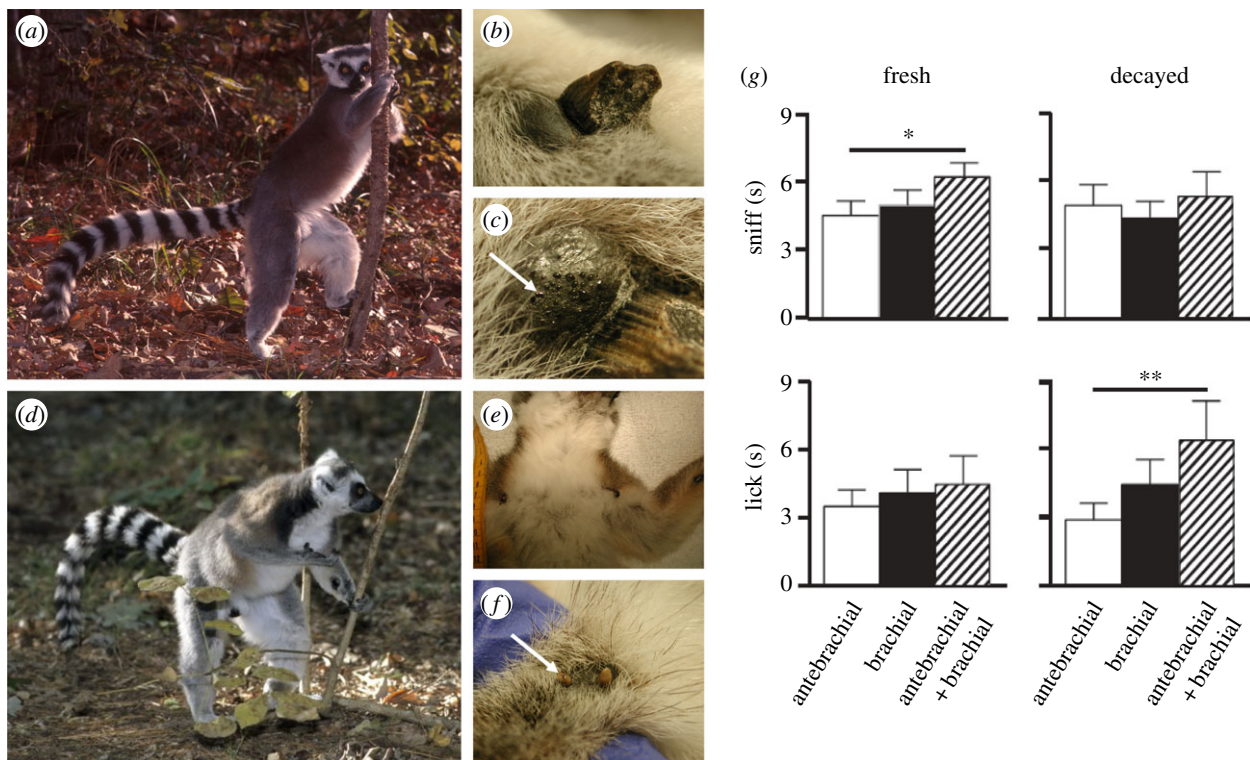 (a)
(b)
(c)
(d)
(e)
(f)
(g)
fresh
decayed
*
sniff (s)
9
6
3
0
**
lick (s)
9
6
3
0
antebrachial
brachial
antebrachial
+ brachial
antebrachial
brachial
antebrachial
+ brachial